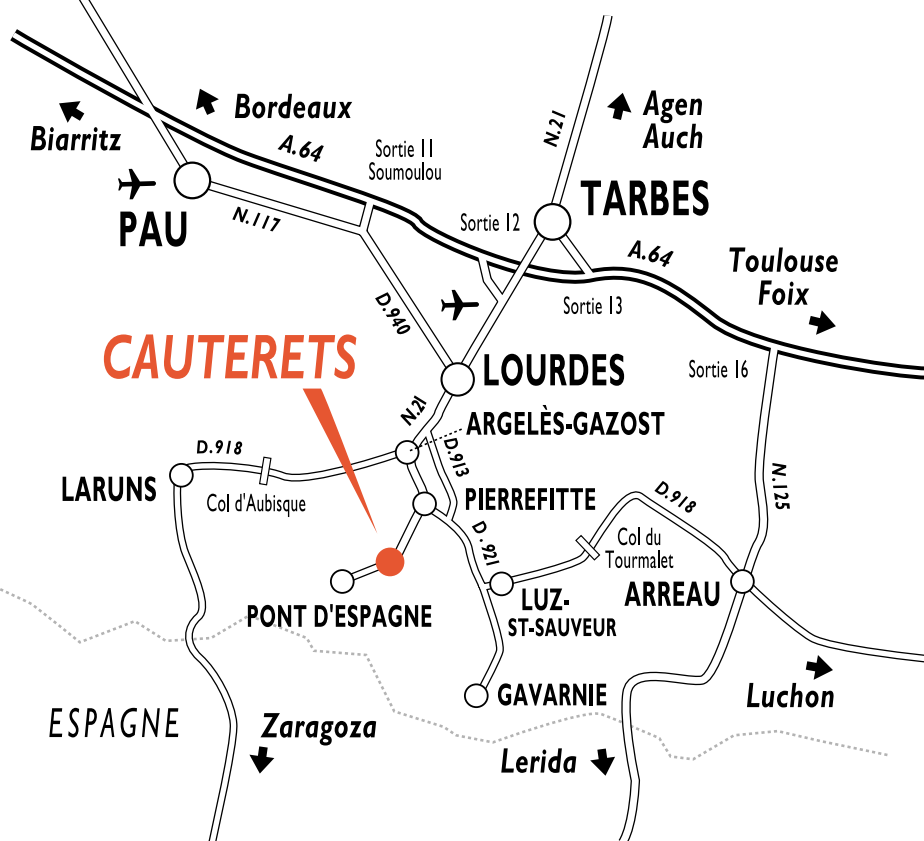 Bordeaux
Biarritz
A.64
Sortie 11
Soumoulou
N.21
Agen
Auch
PAU
N.117
Sortie 12
TARBES
A.64
Toulouse
Foix
D.940
Sortie 13
CAUTERETS
LOURDES
Sortie 16
N.21
ARGELÈS-GAZOST
D.918
D.913
LARUNS
Col d'Aubisque
PIERREFITTE
D.918
N.125
D.921
Col du
Tourmalet
PONT D'ESPAGNE
LUZ-
ST-SAUVEUR
ARREAU
GAVARNIE
Luchon
ESPAGNE
Zaragoza
Lerida